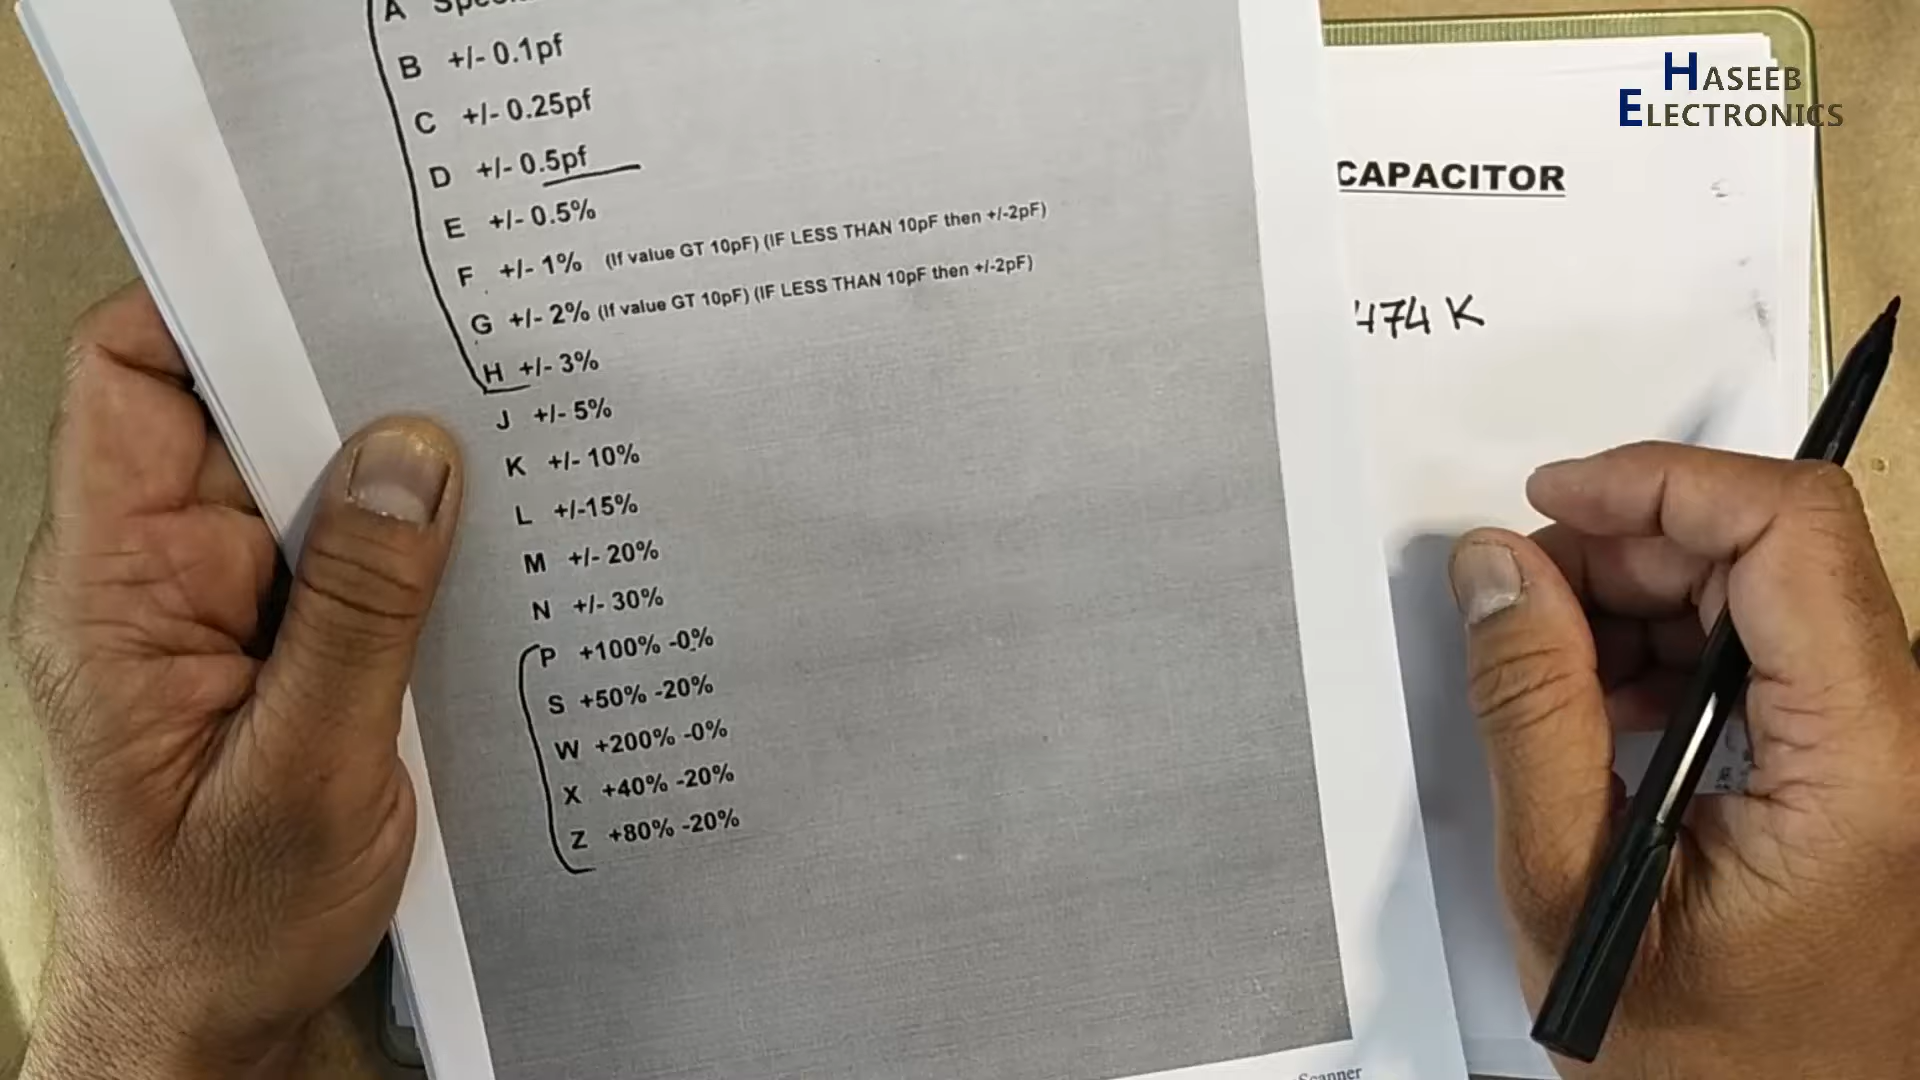 A
B +/- 0.1pf
C +/- 0.25pf
D +/- 0.5pf
E +/- 0.5%
F +/- 1% (If value GT 10pF) (IF LESS THAN 10pF then +/-2pF)
G +/- 2% (If value GT 10pF) (IF LESS THAN 10pF then +/-2pF)
H +/- 3%
J +/- 5%
K +/- 10%
L +/-15%
M +/- 20%
N +/- 30%
P +100% -0%
S +50% -20%
W +200% -0%
X +40% -20%
Z +80% -20%
Scanner
HASEEB
ELECTRONICS
CAPACITOR
474 K